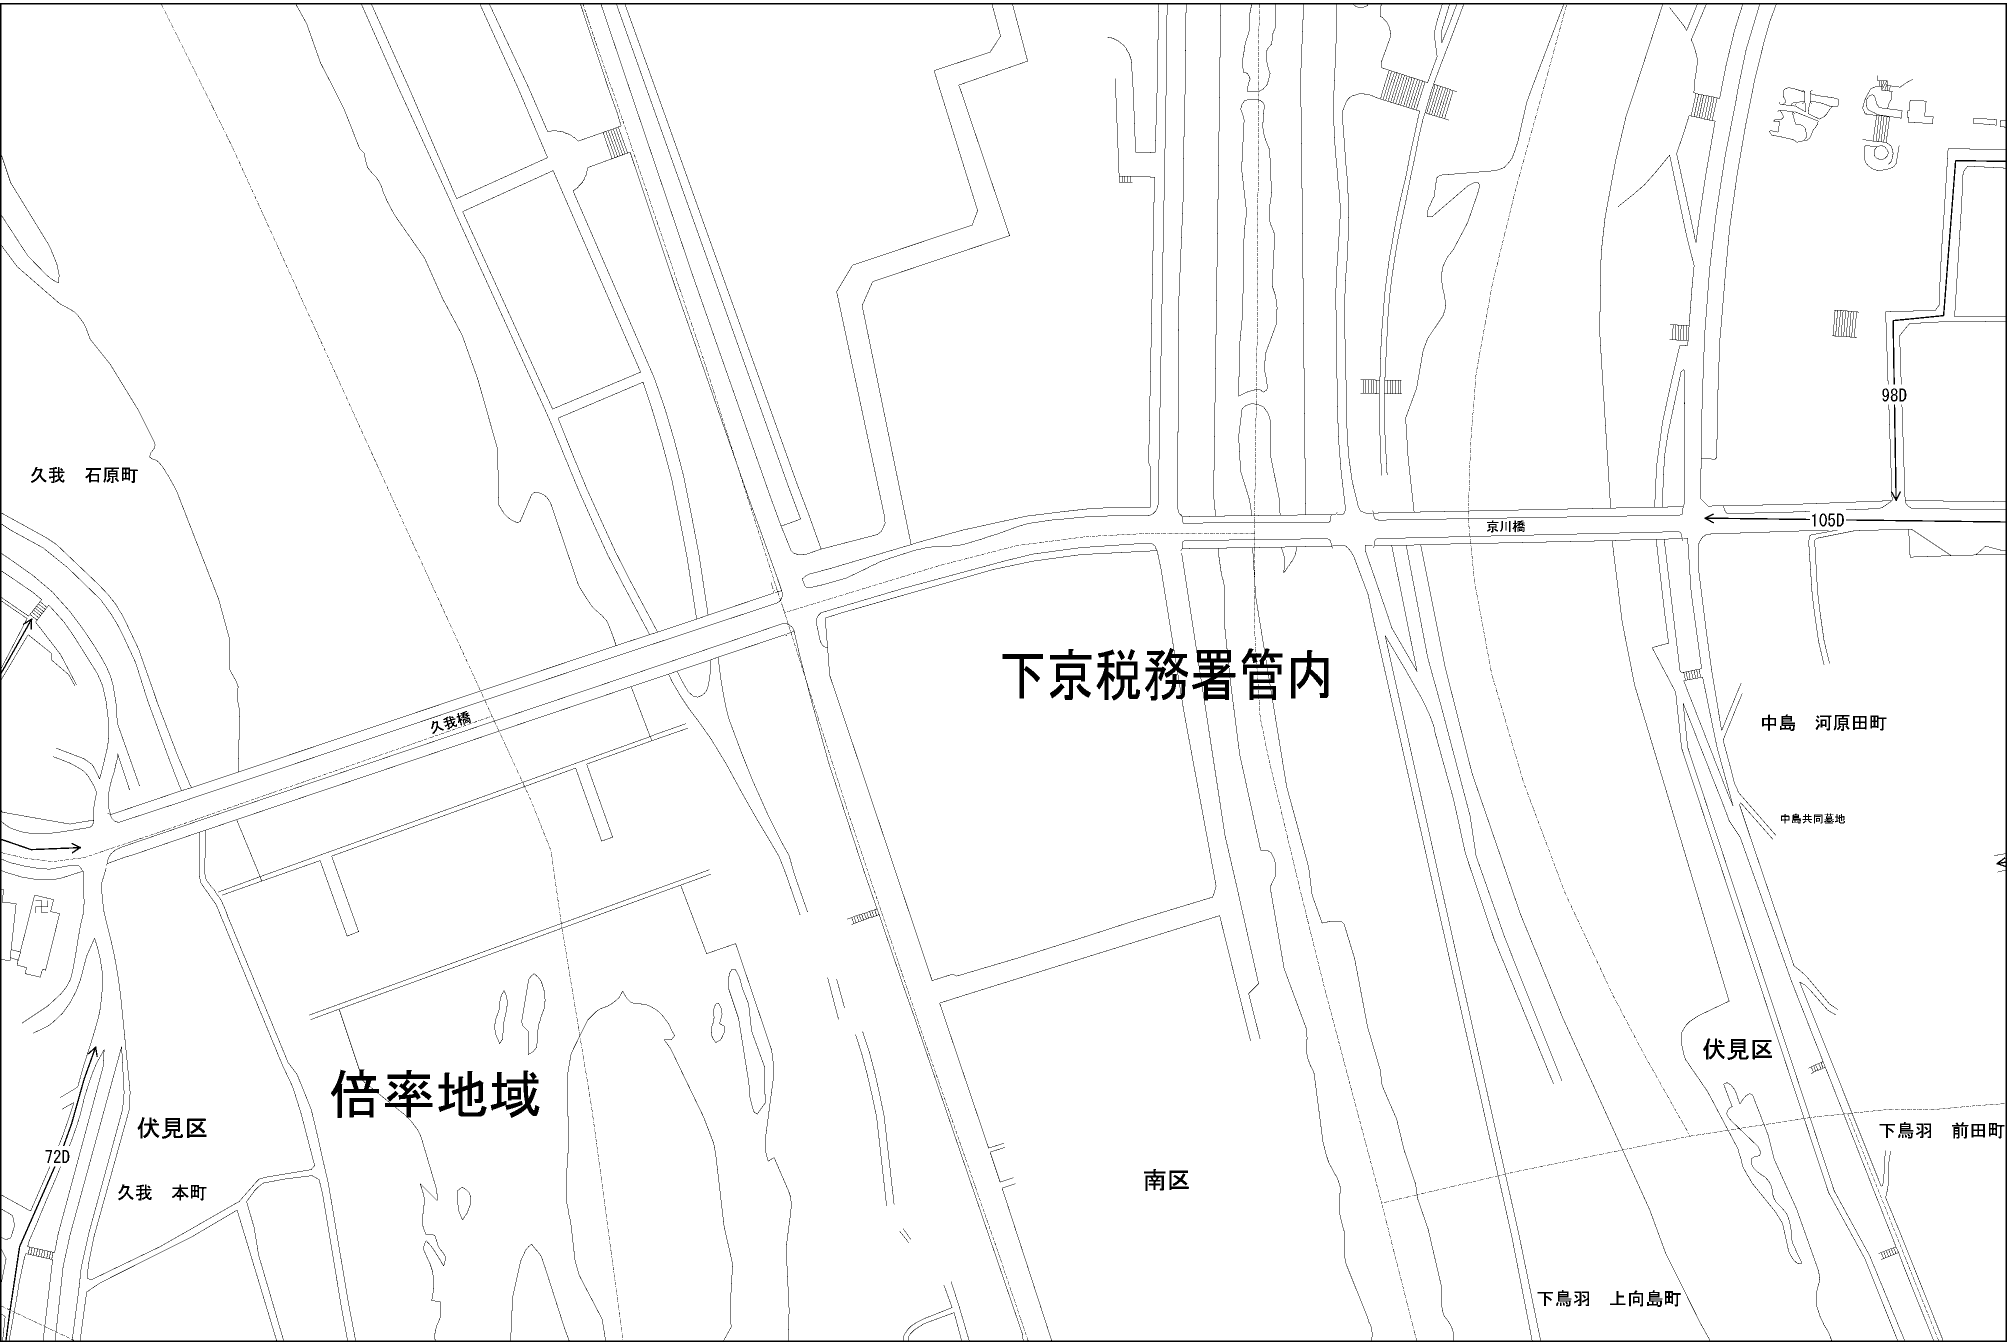 98D
久我　石原町
105D
京川橋
下京税務署管内
久我橋
中島　河原田町
中島共同墓地
伏見区
倍率地域
伏見区
下鳥羽　前田町
72D
南区
久我　本町
下鳥羽　上向島町